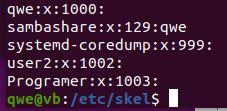 qwe:x:1000:
sambashare:x:129:qwe
systemd-coredump:x:999:
user2:x:1002:
Programer:x:1003:
qwe@vb:/etc/skel$